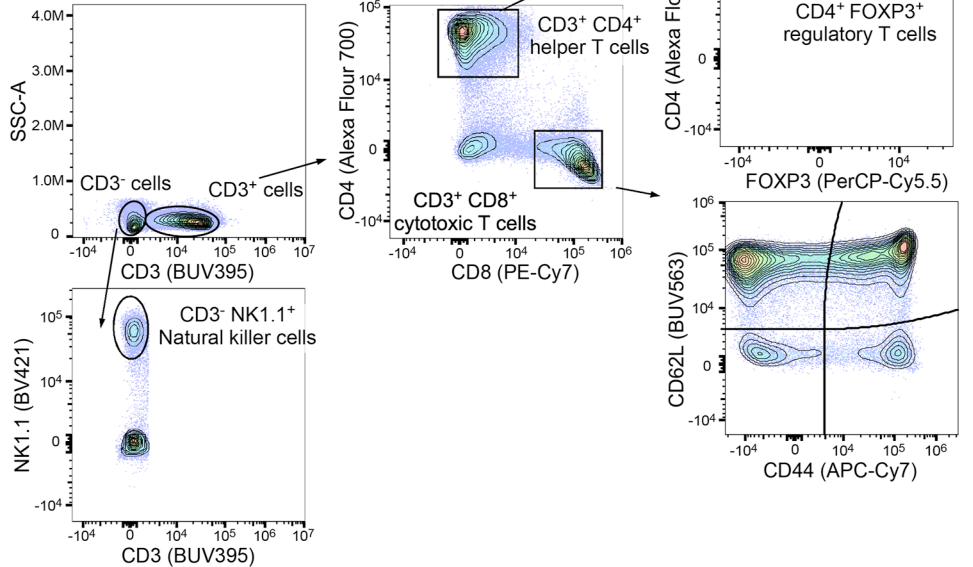 4.0M
3.0M
2.0M
1.0M
0
SSC-A
CD3⁻ cells
CD3⁺ cells
-10⁴ 0 10⁴ 10⁵ 10⁶ 10⁷
CD3 (BUV395)
10⁵
10⁴
0
-10⁴
CD4 (Alexa Flour 700)
CD3⁺ CD4⁺
helper T cells
CD3⁺ CD8⁺
cytotoxic T cells
-10⁴ 0 10⁴ 10⁵ 10⁶
CD8 (PE-Cy7)
CD4⁺ FOXP3⁺
regulatory T cells
0
-10⁴
CD4 (Alexa
-10⁴ 0 10⁴
FOXP3 (PerCP-Cy5.5)
10⁵
10⁴
0
-10⁴
NK1.1 (BV421)
CD3⁻ NK1.1⁺
Natural killer cells
-10⁴ 0 10⁴ 10⁵ 10⁶ 10⁷
CD3 (BUV395)
10⁶
10⁵
10⁴
0
-10⁴
CD62L (BUV563)
-10⁴ 0 10⁴ 10⁵ 10⁶
CD44 (APC-Cy7)